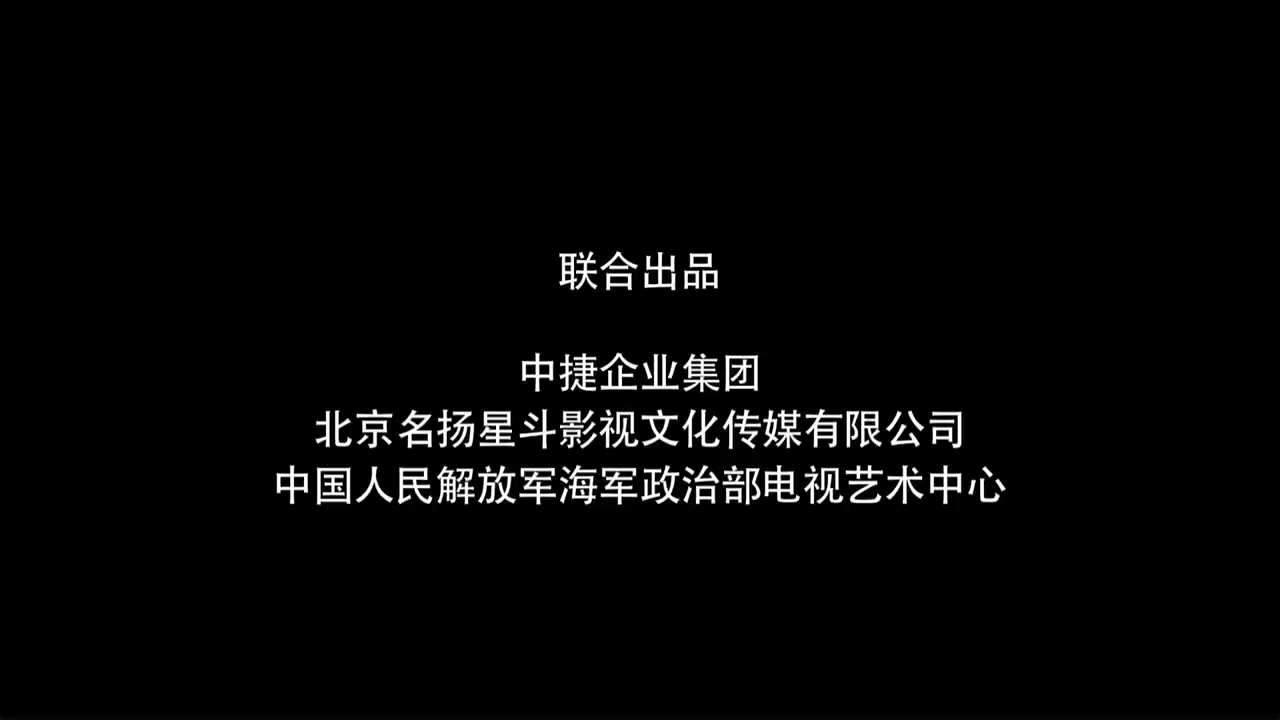 联合出品
中捷企业集团
北京名扬星斗影视文化传媒有限公司
中国人民解放军海军政治部电视艺术中心